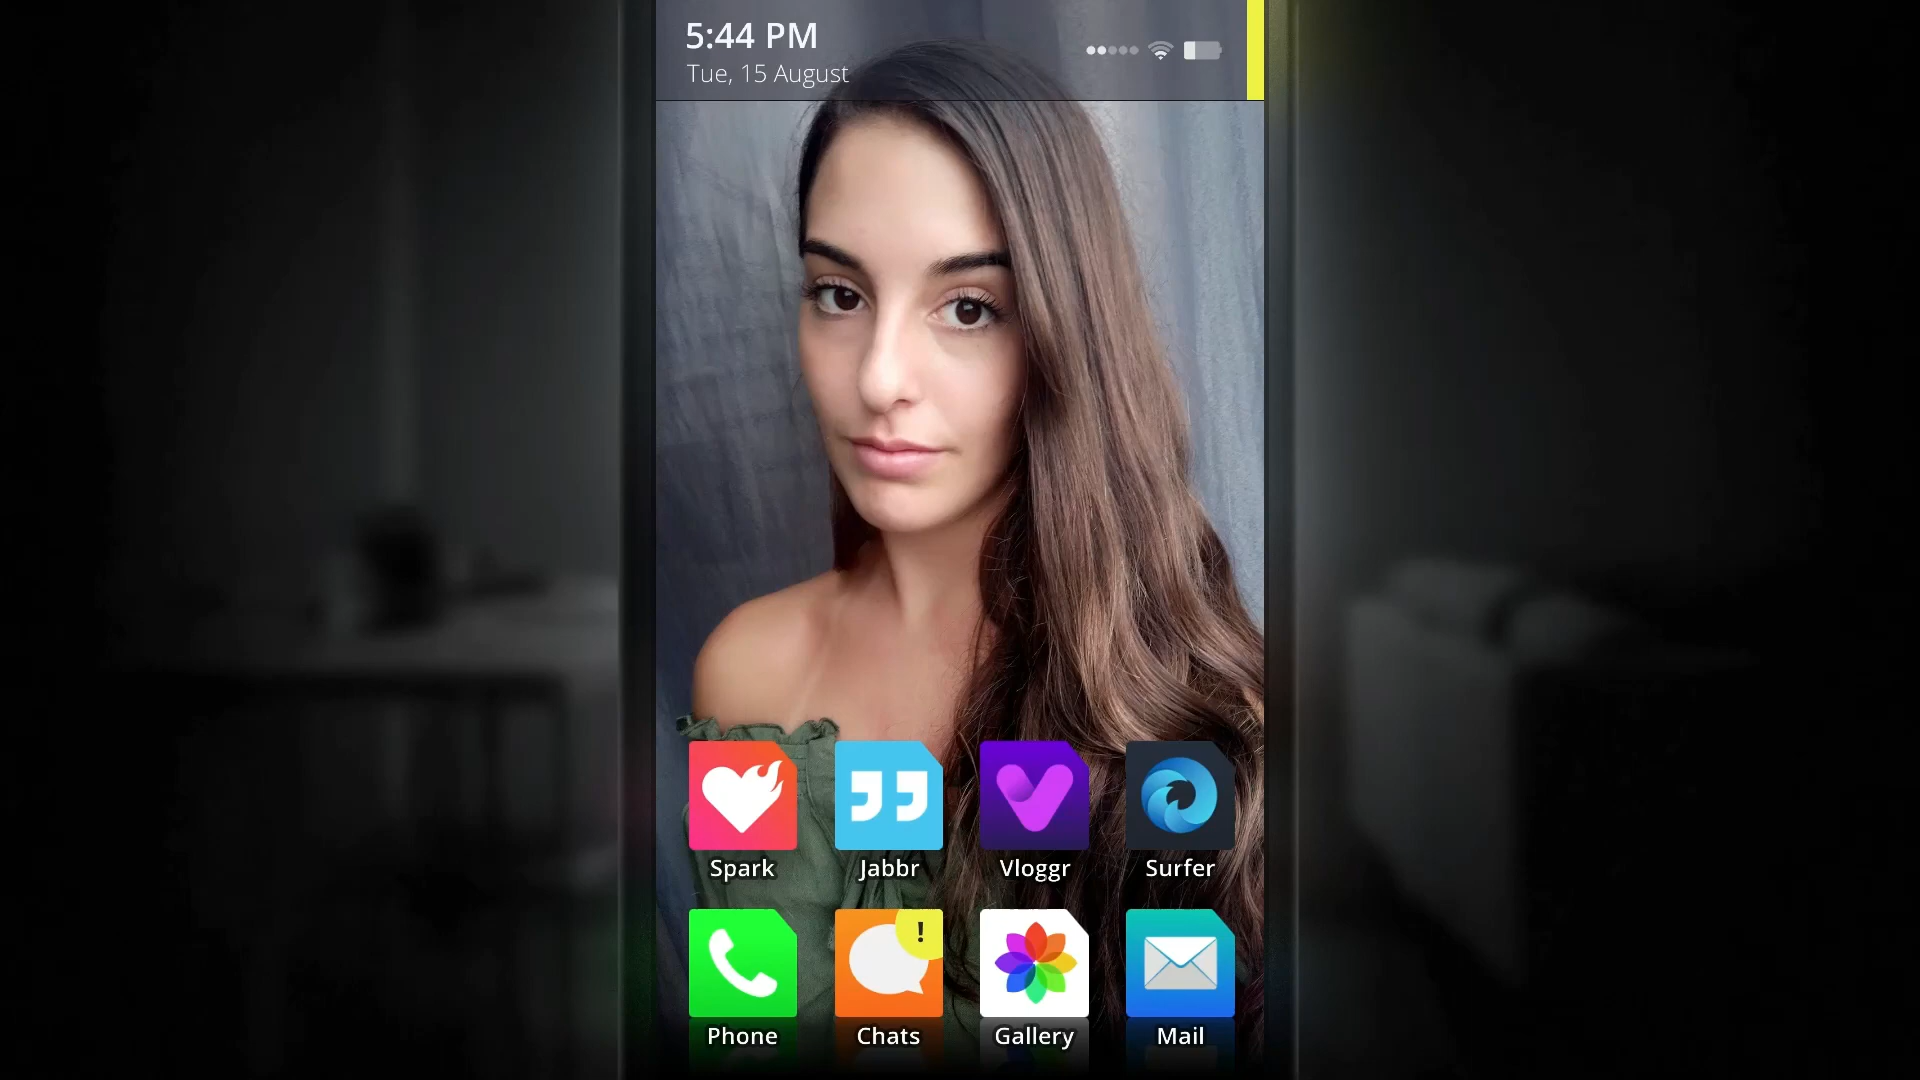 5:44 PM
Tue, 15 August
Spark
Jabbr
Vloggr
Surfer
!
Phone
Chats
Gallery
Mail